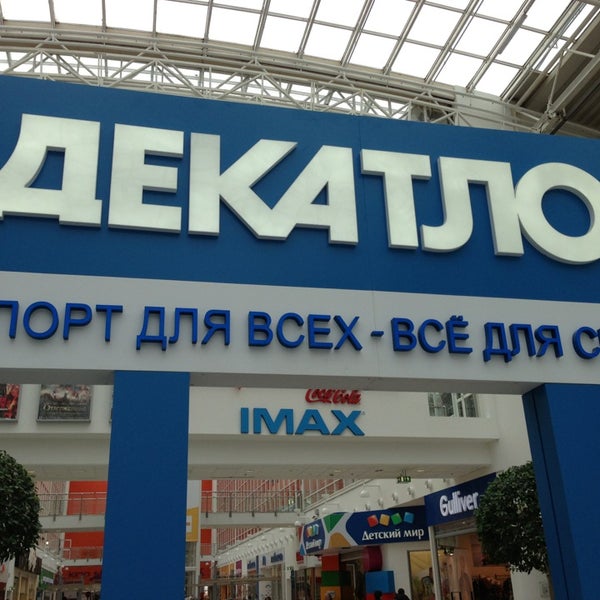 ДЕКАТЛО
ПОРТ ДЛЯ ВСЕХ - ВСЁ ДЛЯ С
Coca-Cola
IMAX
Gulliver
Детский мир